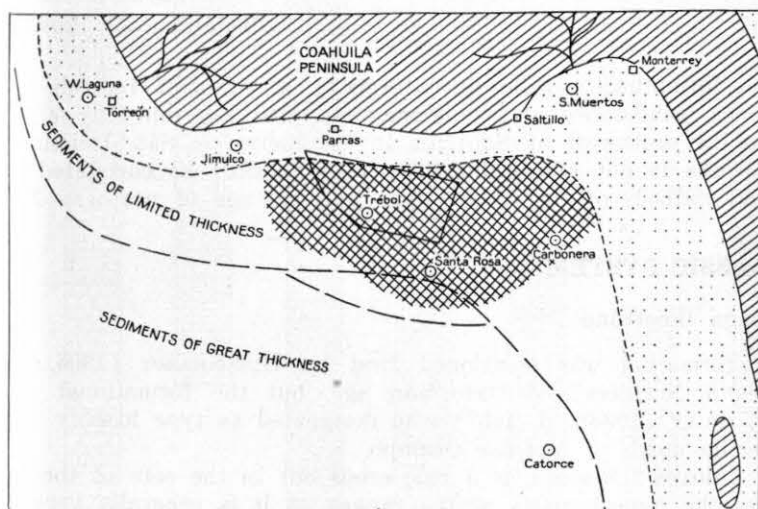 COAHUILA
PENINSULA
Monterrey
W.Laguna
Torreón
S.Muertos
Saltillo
Parras
Jimulco
SEDIMENTS OF LIMITED THICKNESS
Trébol
Carbonera
Santa Rosa
SEDIMENTS OF GREAT THICKNESS
Catorce